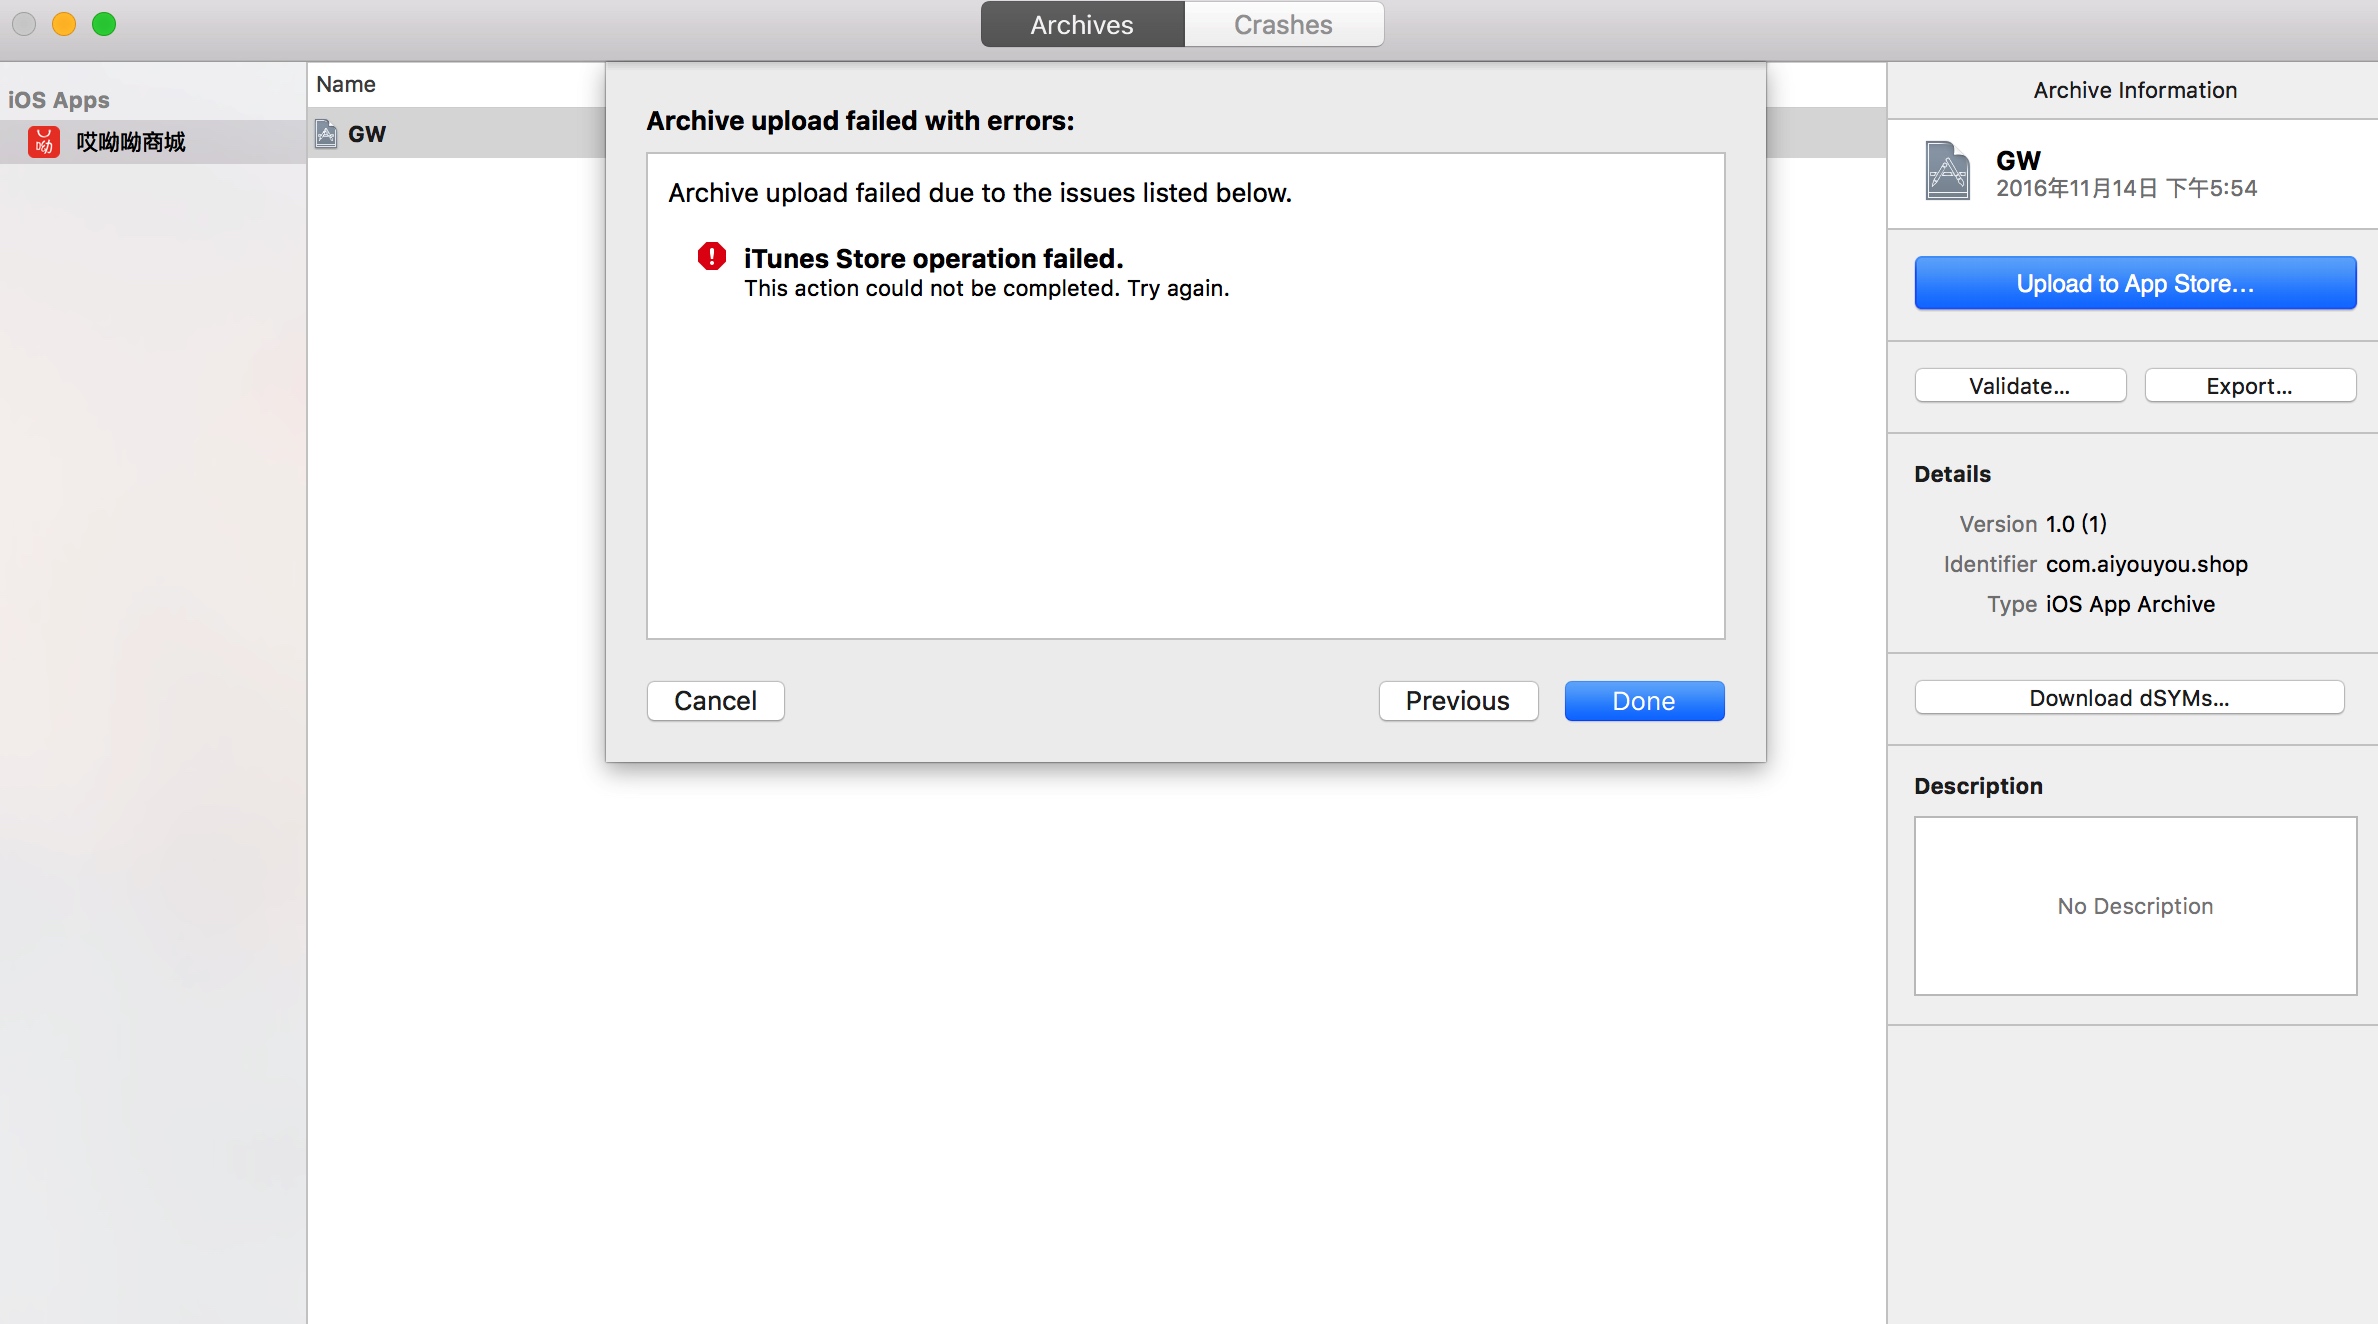 Archives
Crashes
iOS Apps
哎呦呦商城
Name
GW
Archive upload failed with errors:
Archive upload failed due to the issues listed below.
iTunes Store operation failed.
This action could not be completed. Try again.
Cancel
Previous
Done
Archive Information
GW
2016年11月14日 下午5:54
Upload to App Store...
Validate...
Export...
Details
Version 1.0 (1)
Identifier com.aiyouyou.shop
Type iOS App Archive
Download dSYMs...
Description
No Description